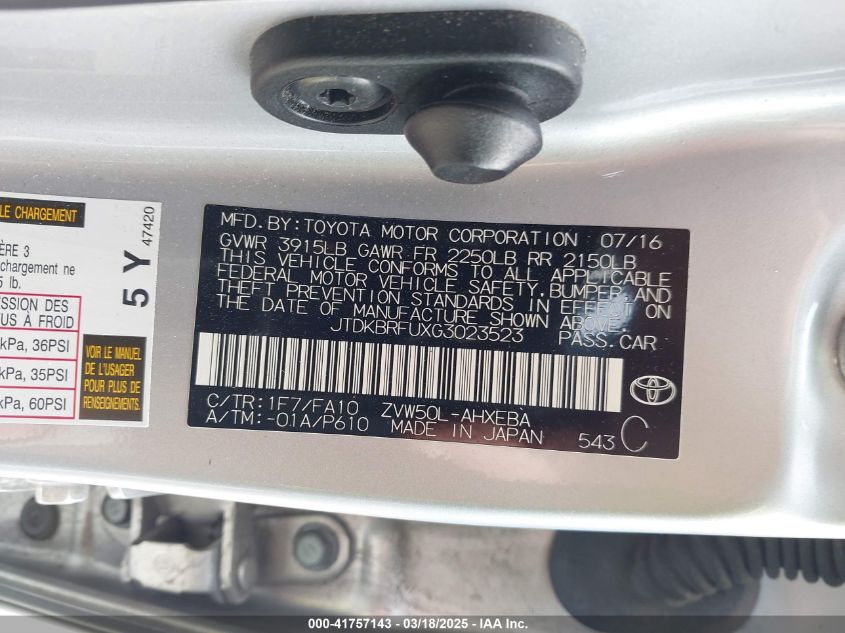 LE CHARGEMENT
ÈRE 3
chargement ne
5 lb.
ESSION DES
US À FROID
kPa, 36PSI
kPa, 35PSI
kPa, 60PSI
5 Y 47420
VOIR LE MANUEL
DE L'USAGER
POUR PLUS DE
RENSEIGNEMENTS
MFD. BY: TOYOTA MOTOR CORPORATION 07/16
GVWR 3915LB GAWR FR 2250LB RR 2150LB
THIS VEHICLE CONFORMS TO ALL APPLICABLE
FEDERAL MOTOR VEHICLE SAFETY, BUMPER, AND
THEFT PREVENTION STANDARDS IN EFFECT ON
THE DATE OF MANUFACTURE SHOWN ABOVE.
JTDKBRFUXG3023523 PASS. CAR
C/TR: 1F7/FA10 ZVW50L-AHXEBA
A/TM: -01A/P610 MADE IN JAPAN 543 C
000-41757143 — 03/18/2025 — IAA Inc.